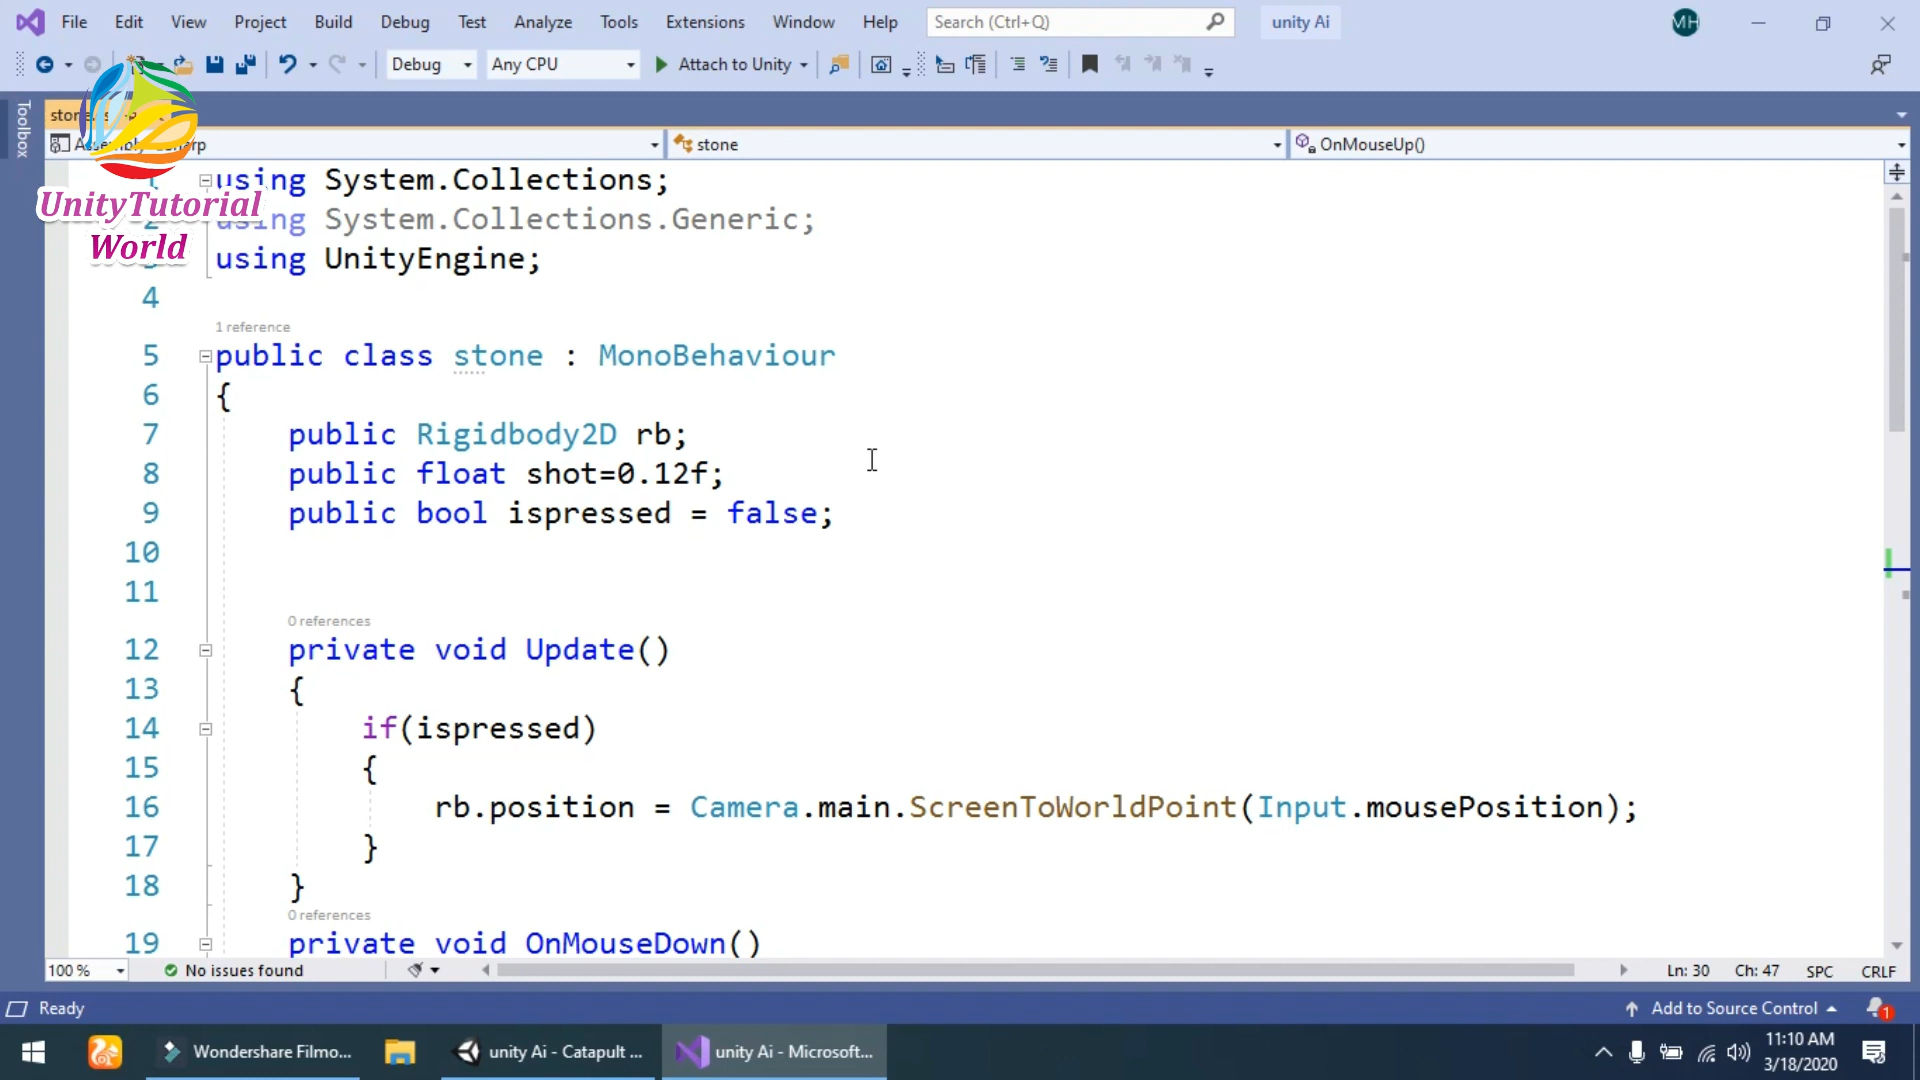 File Edit View Project Build Debug Test Analyze Tools Extensions Window Help Search (Ctrl+Q) unity Ai MH
Debug Any CPU Attach to Unity
Toolbox
stone
stone OnMouseUp()
UnityTutorial
World
using System.Collections;
using System.Collections.Generic;
using UnityEngine;
4
1 reference
5 public class stone : MonoBehaviour
6 {
7 public Rigidbody2D rb;
8 public float shot=0.12f;
9 public bool ispressed = false;
10
11
0 references
12 private void Update()
13 {
14 if(ispressed)
15 {
16 rb.position = Camera.main.ScreenToWorldPoint(Input.mousePosition);
17 }
18 }
0 references
19 private void OnMouseDown()
100 % No issues found Ln: 30 Ch: 47 SPC CRLF
Ready Add to Source Control 1
Wondershare Filmo... unity Ai - Catapult ... unity Ai - Microsoft...
11:10 AM
3/18/2020